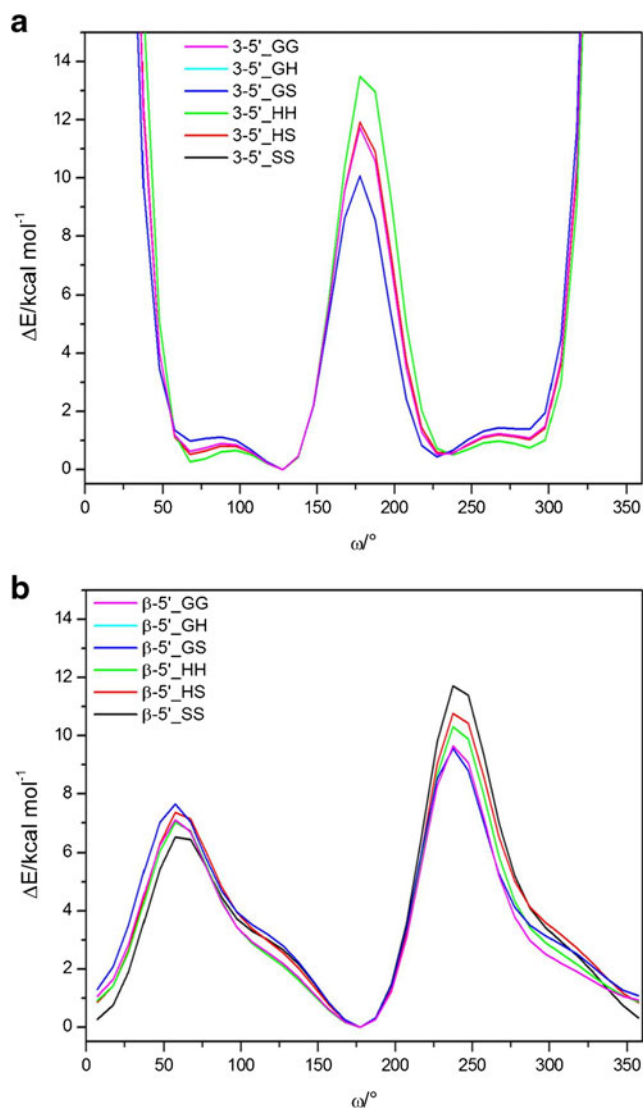 a
3-5'_GG
3-5'_GH
3-5'_GS
3-5'_HH
3-5'_HS
3-5'_SS
ΔE/kcal mol⁻¹
14
12
10
8
6
4
2
0
0 50 100 150 200 250 300 350
ω/°
b
β-5'_GG
β-5'_GH
β-5'_GS
β-5'_HH
β-5'_HS
β-5'_SS
ΔE/kcal mol⁻¹
14
12
10
8
6
4
2
0
0 50 100 150 200 250 300 350
ω/°